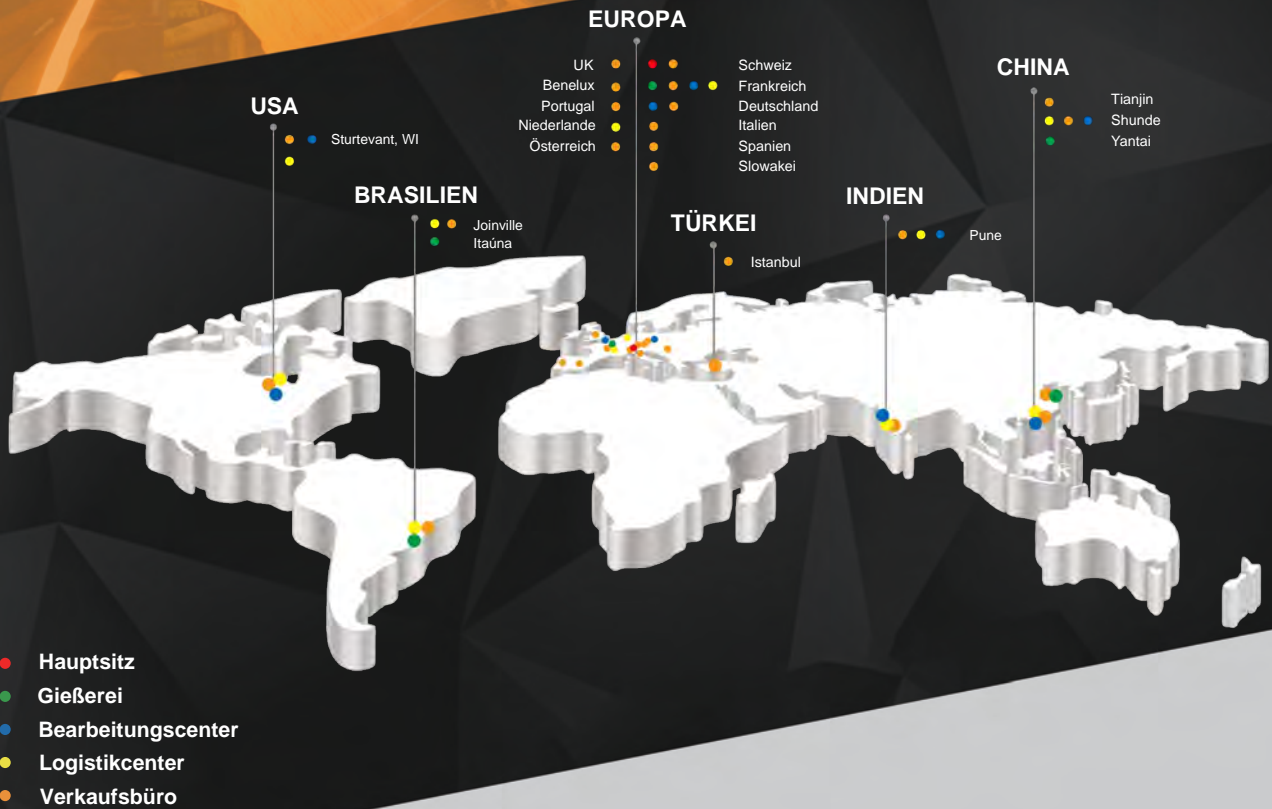 EUROPA
UK
Benelux
Portugal
Niederlande
Österreich
Schweiz
Frankreich
Deutschland
Italien
Spanien
Slowakei
CHINA
Tianjin
Shunde
Yantai
USA
Sturtevant, WI
BRASILIEN
Joinville
Itaúna
TÜRKEI
Istanbul
INDIEN
Pune
Hauptsitz
Gießerei
Bearbeitungscenter
Logistikcenter
Verkaufsbüro